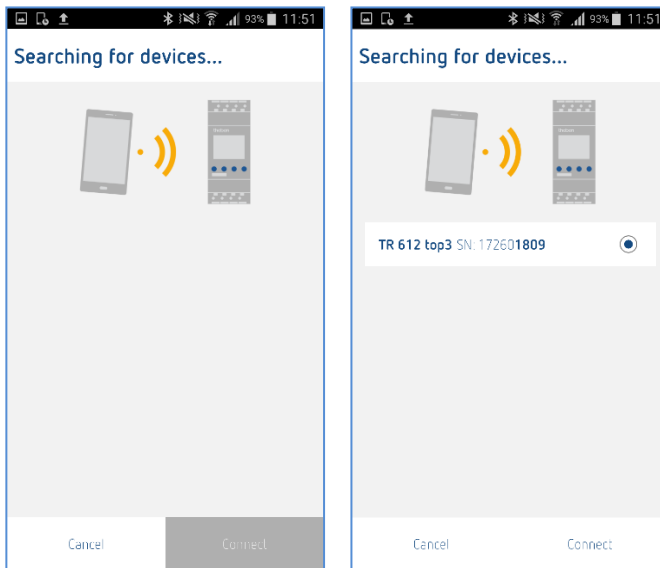 93% 11:51
Searching for devices...
Cancel
Connect
93% 11:51
Searching for devices...
TR 612 top3 SN: 172601809
Cancel
Connect